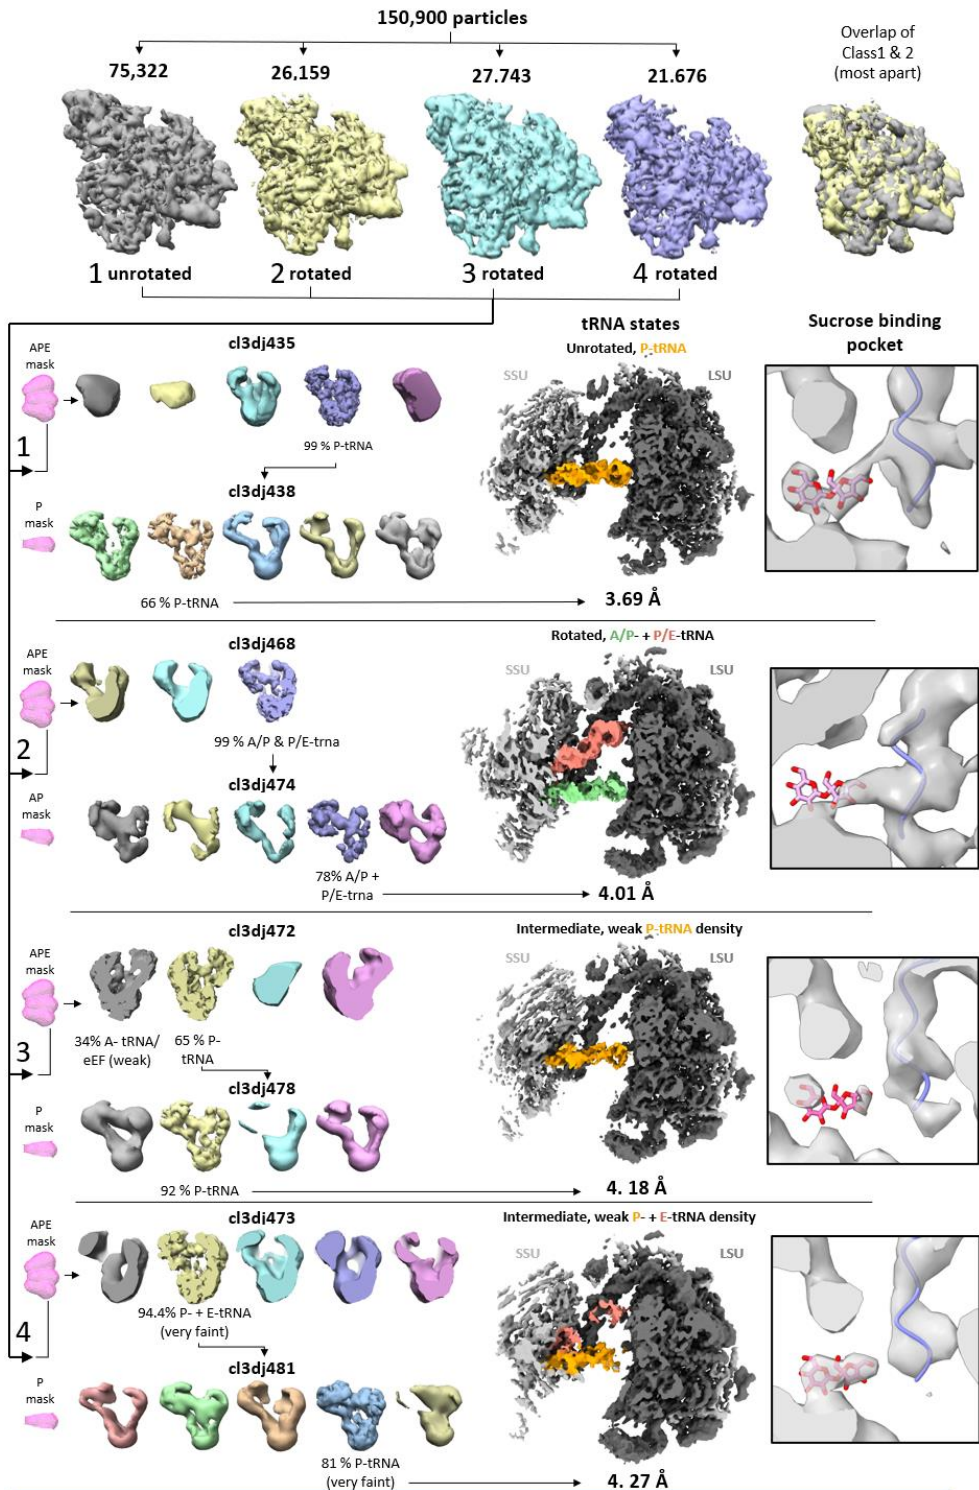 150,900 particles
75,322
26,159
27.743
21.676
Overlap of
Class1 & 2
(most apart)
1 unrotated
2 rotated
3 rotated
4 rotated
tRNA states
Sucrose binding
pocket
APE
mask
cl3dj435
Unrotated, P-tRNA
SSU
LSU
1
99 % P-tRNA
cl3dj438
P
mask
66 % P-tRNA
3.69 Å
cl3dj468
Rotated, A/P- + P/E-tRNA
APE
mask
SSU
LSU
2
99 % A/P & P/E-trna
cl3dj474
AP
mask
78% A/P +
P/E-trna
4.01 Å
cl3dj472
Intermediate, weak P-tRNA density
APE
mask
SSU
LSU
3
34% A- tRNA/
eEF (weak)
65 % P-
tRNA
cl3dj478
P
mask
92 % P-tRNA
4. 18 Å
cl3dj473
Intermediate, weak P- + E-tRNA density
APE
mask
SSU
LSU
4
94.4% P- + E-tRNA
(very faint)
cl3dj481
P
mask
81 % P-tRNA
(very faint)
4. 27 Å